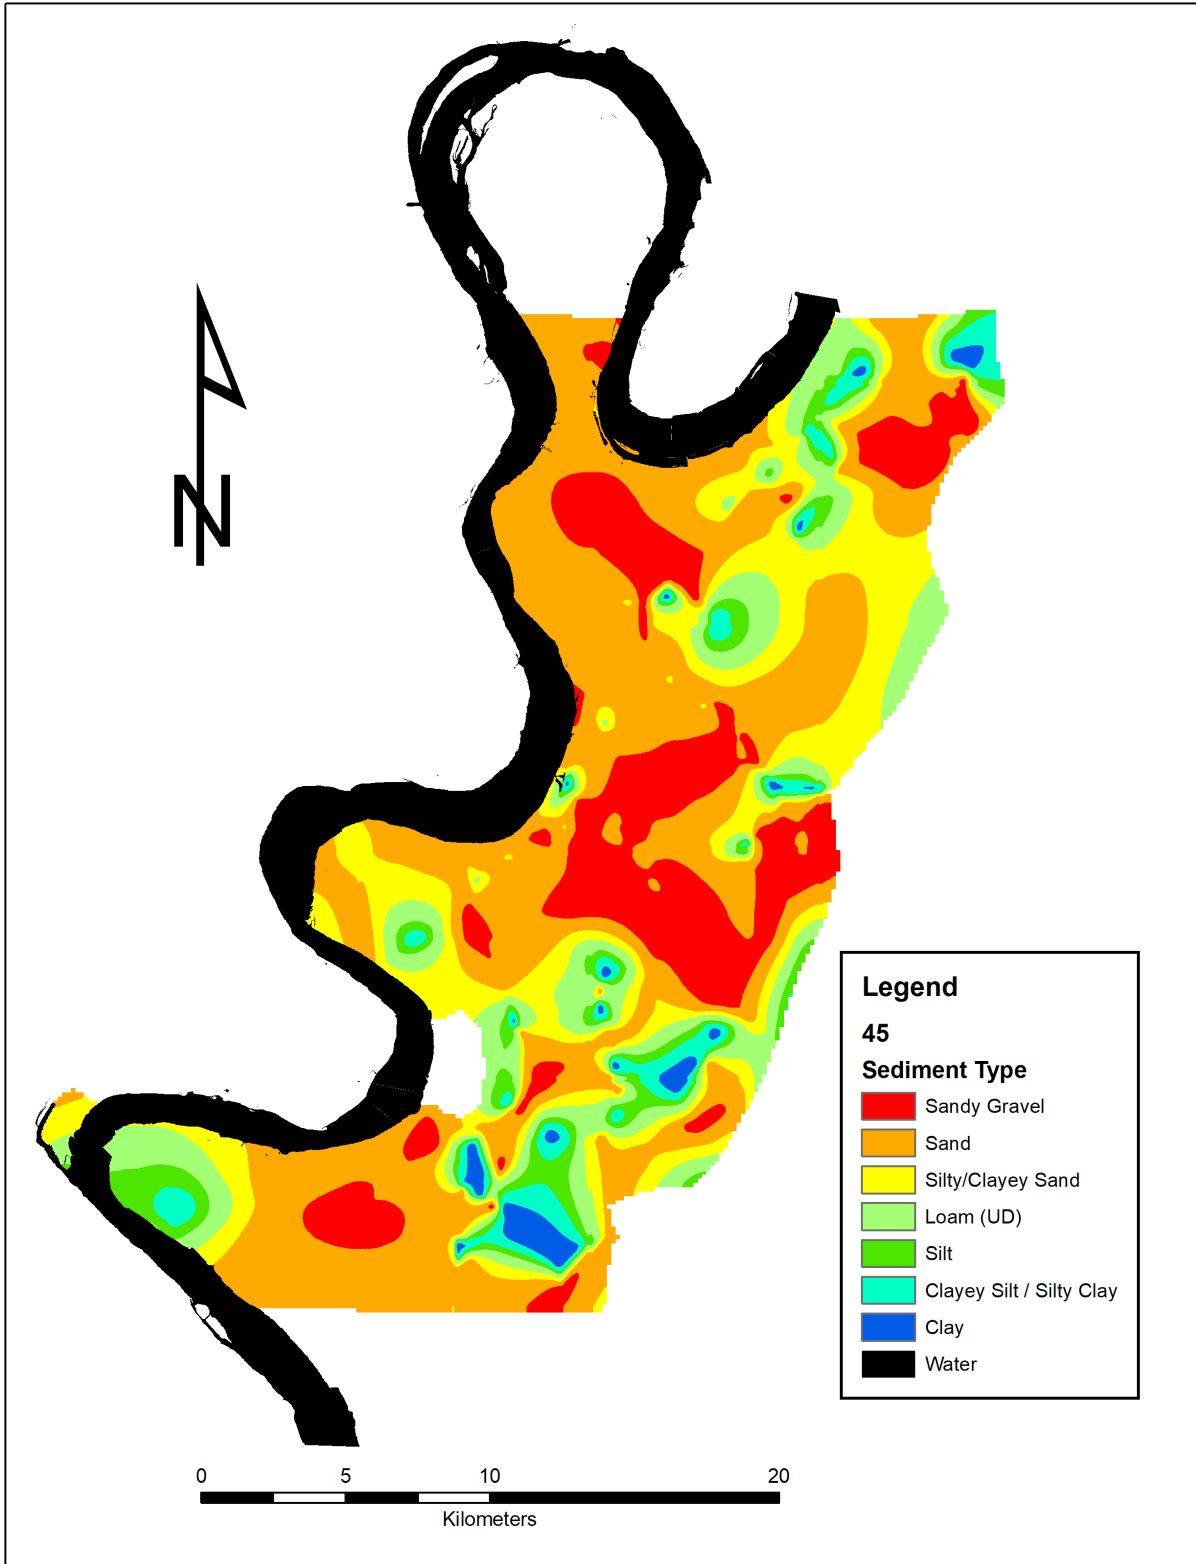 N
Legend
45
Sediment Type
Sandy Gravel
Sand
Silty/Clayey Sand
Loam (UD)
Silt
Clayey Silt / Silty Clay
Clay
Water
0 5 10 20
Kilometers